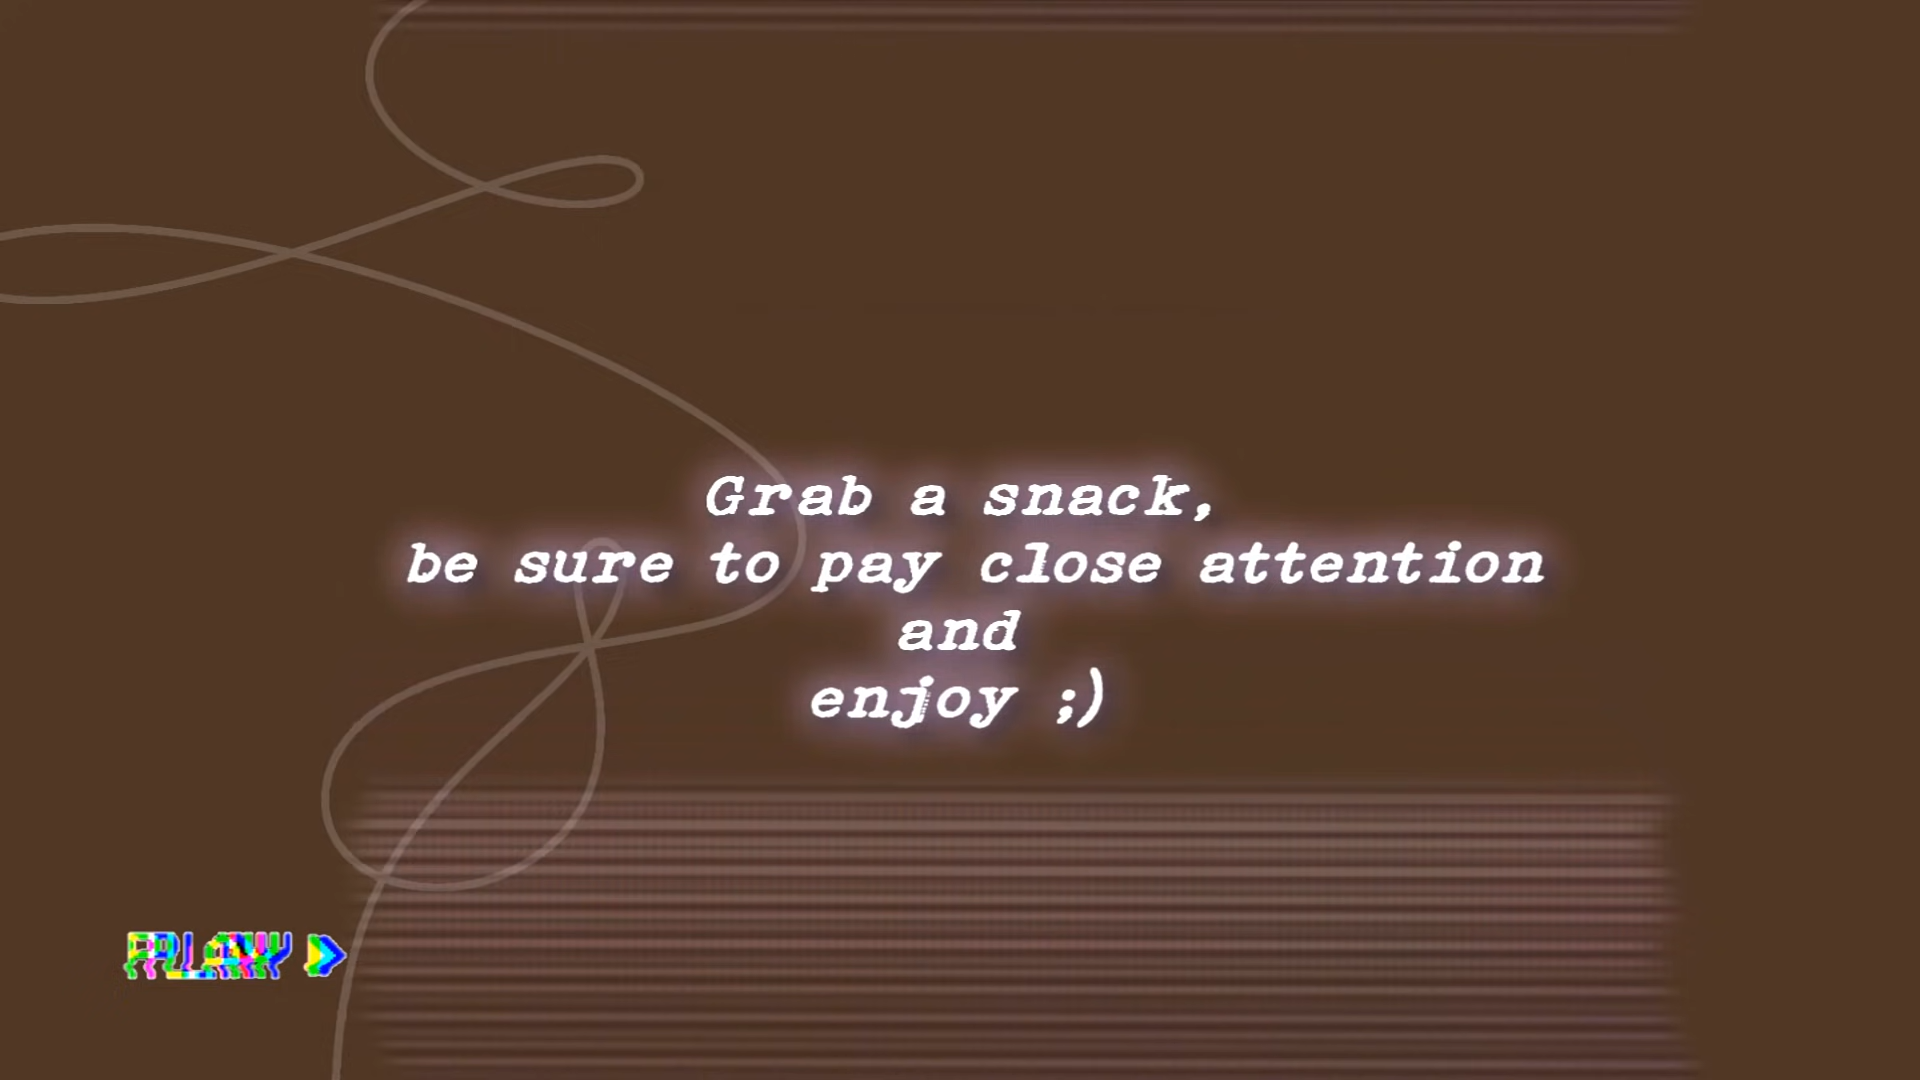 Grab a snack,
be sure to pay close attention
and
enjoy ;)
PLAY